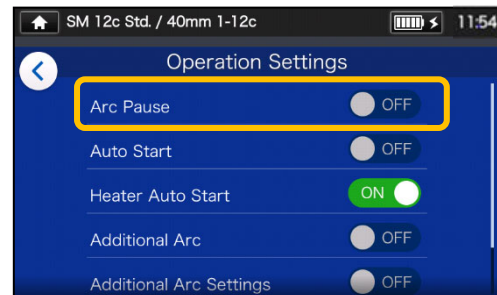 SM 12c Std. / 40mm 1-12c 11:54
Operation Settings
Arc Pause OFF
Auto Start OFF
Heater Auto Start ON
Additional Arc OFF
Additional Arc Settings OFF